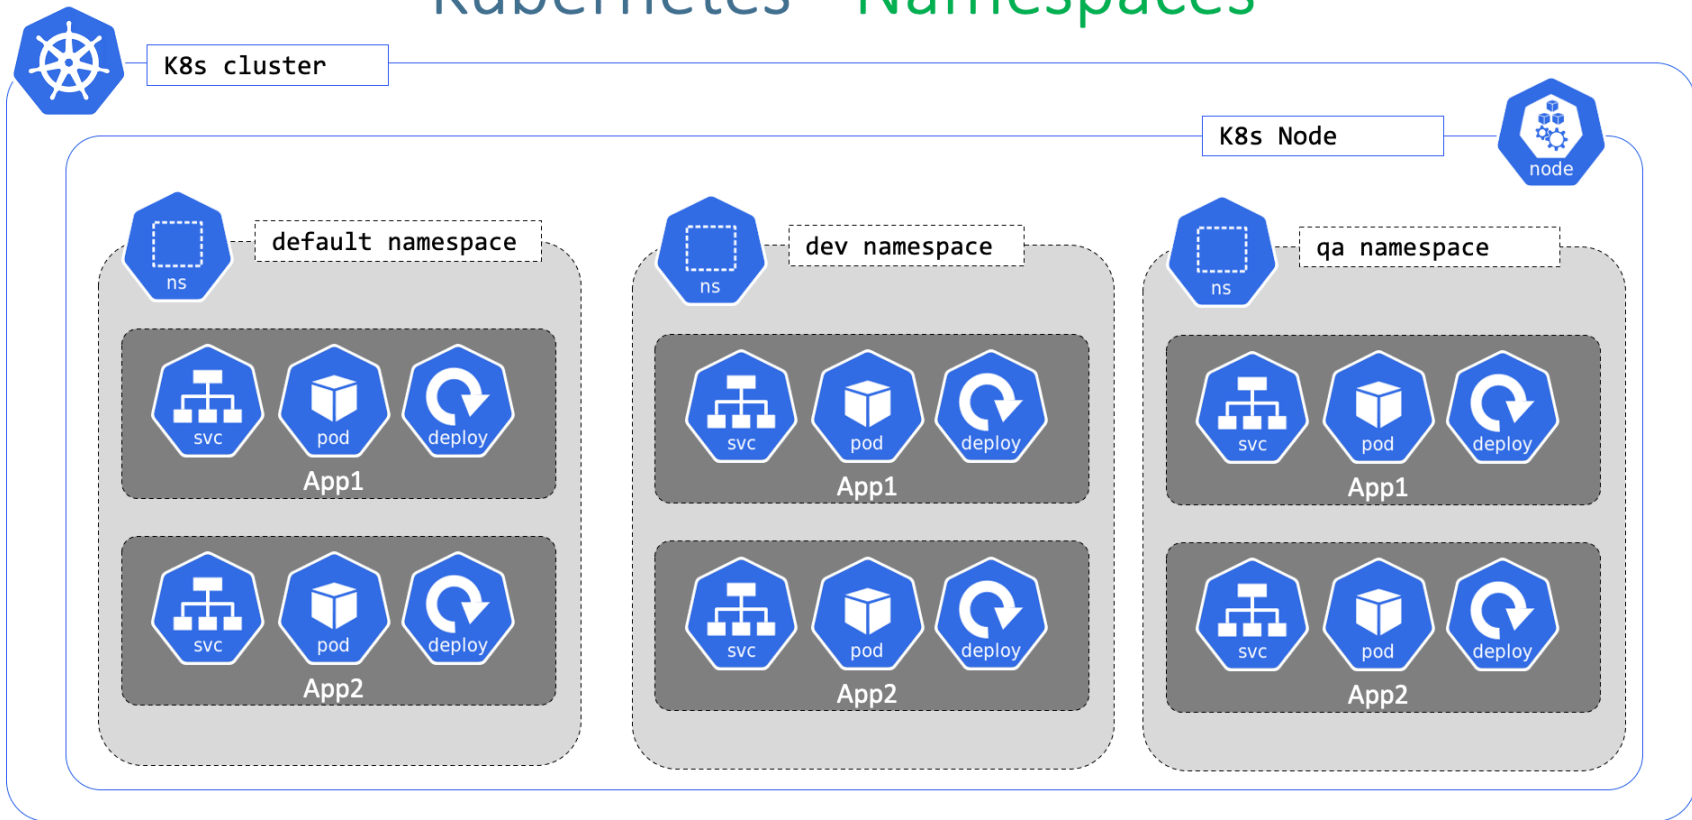 Kubernetes - Namespaces
K8s cluster
K8s Node
node
default namespace
ns
svc pod deploy
App1
svc pod deploy
App2
dev namespace
ns
svc pod deploy
App1
svc pod deploy
App2
qa namespace
ns
svc pod deploy
App1
svc pod deploy
App2